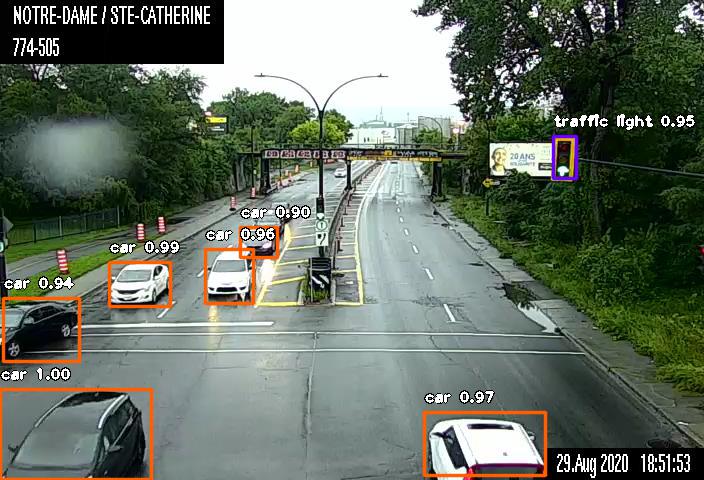 NOTRE-DAME / STE-CATHERINE
774-505
traffic light 0.95
20 ANS
car 0.90
car 0.96
car 0.99
car 0.94
car 1.00
car 0.97
29.Aug 2020 18:51:53